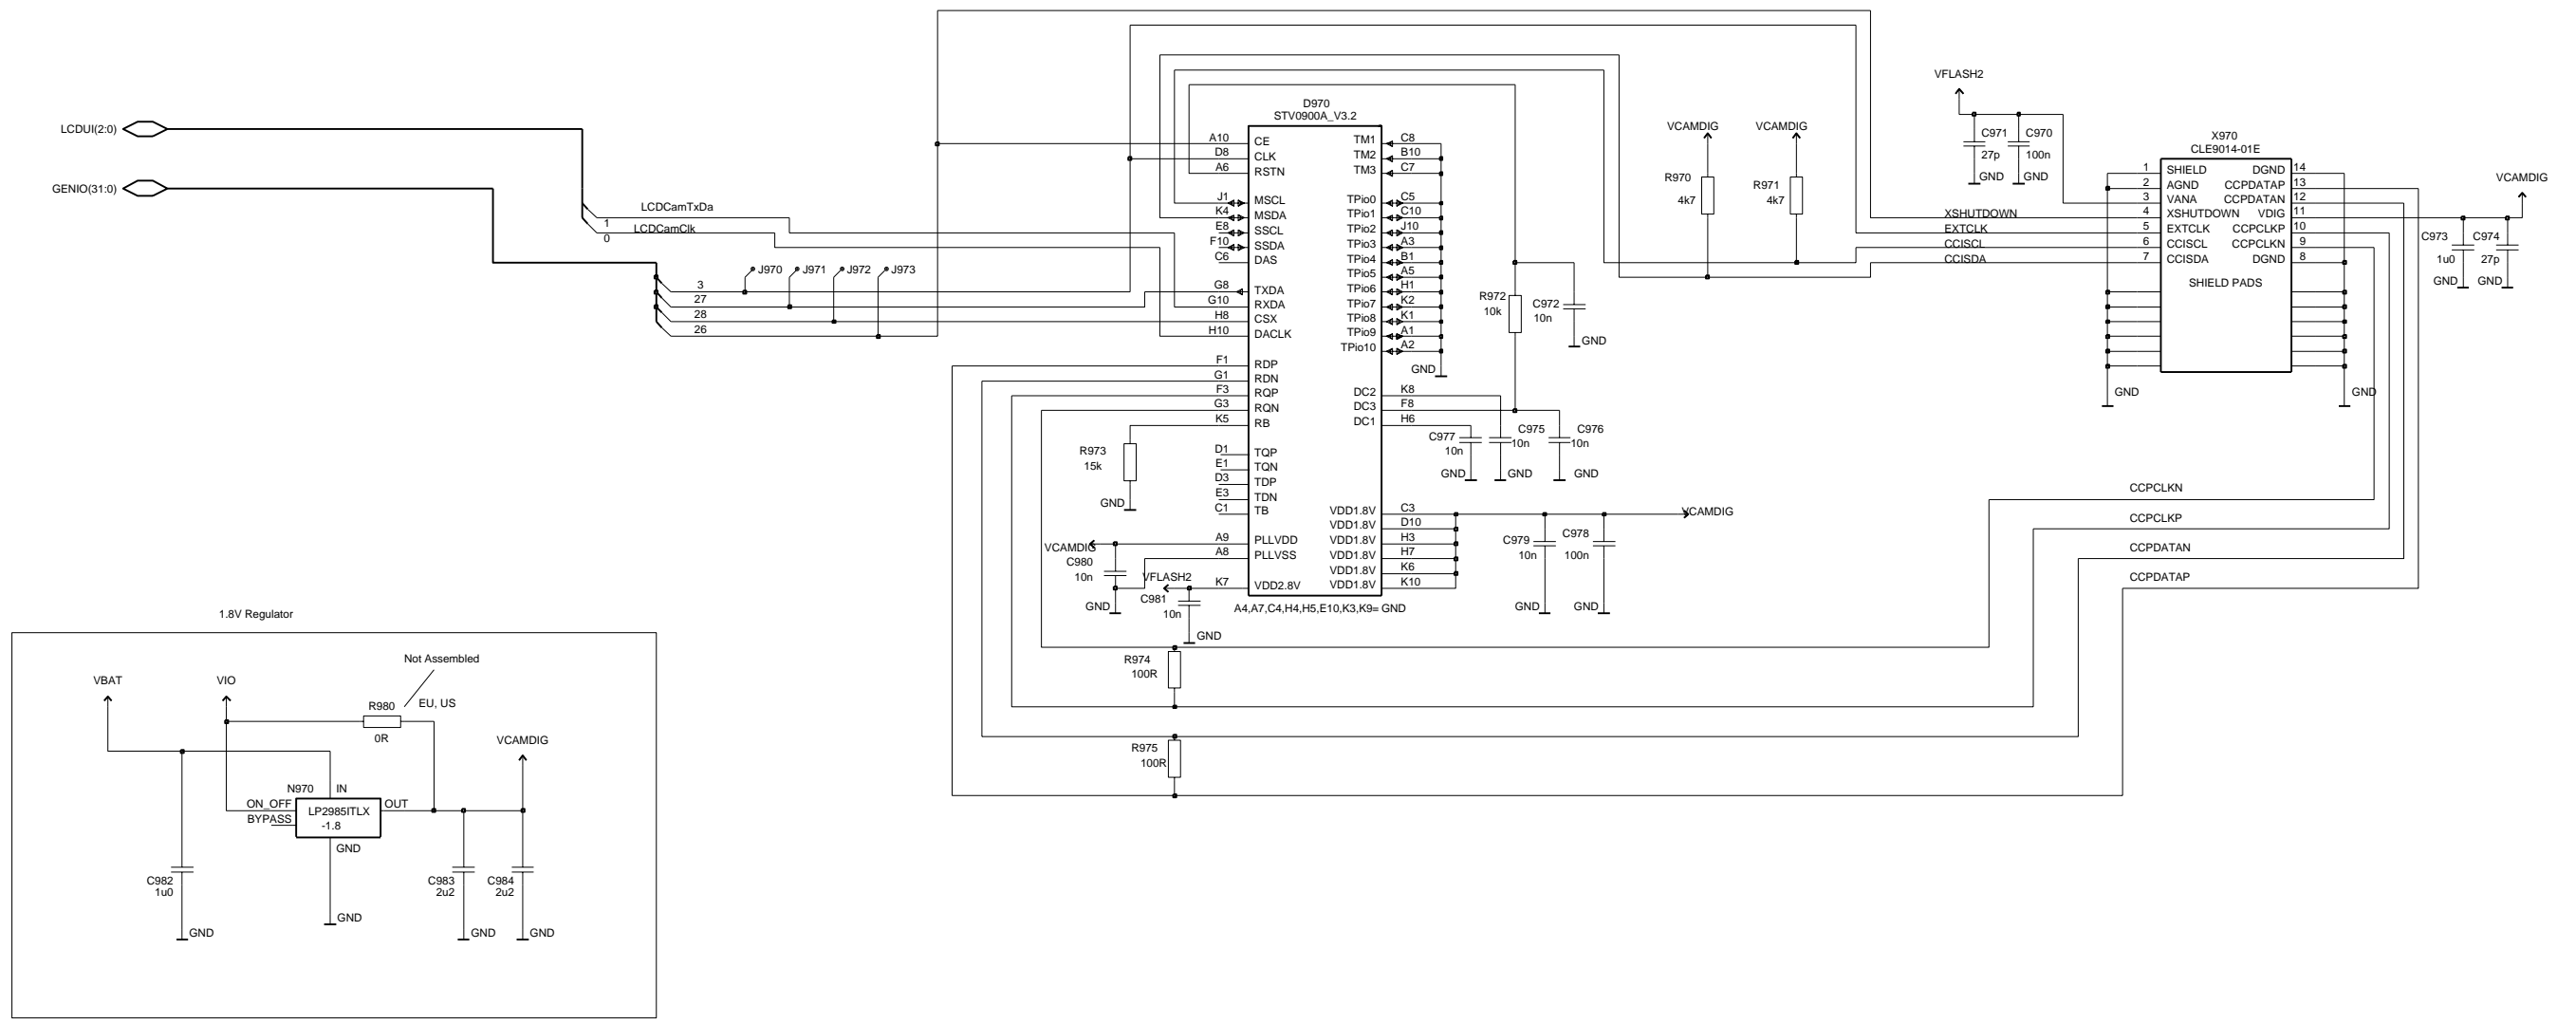 LCDUI(2:0)
GENIO(31:0)
LCDCamTxDa
1
LCDCamClk
0
3
27
28
26
J970
J971
J972
J973
D970
STV0900A_V3.2
A10 CE
D8 CLK
A6 RSTN
J1 MSCL
K4 MSDA
E8 SSCL
F10 SSDA
C6 DAS
G8 TXDA
G10 RXDA
H8 CSX
H10 DACLK
F1 RDP
G1 RDN
F3 RQP
G3 RQN
K5 RB
D1 TQP
E1 TQN
D3 TDP
E3 TDN
C1 TB
A9 PLLVDD
A8 PLLVSS
K7 VDD2.8V
TM1 C8
TM2 B10
TM3 C7
TPio0 C5
TPio1 C10
TPio2 J10
TPio3 A3
TPio4 B1
TPio5 A5
TPio6 H1
TPio7 K2
TPio8 K1
TPio9 A1
TPio10 A2
GND
DC2 K8
DC3 F8
DC1 H6
VDD1.8V C3
VDD1.8V D10
VDD1.8V H3
VDD1.8V H7
VDD1.8V K6
VDD1.8V K10
A4,A7,C4,H4,H5,E10,K3,K9= GND
R973
15k
GND
VCAMDIG
C980
10n
GND
VFLASH2
C981
10n
GND
R972
10k
C972
10n
GND
C977
10n
GND
C975
10n
GND
C976
10n
GND
VCAMDIG
C979
10n
GND
C978
100n
GND
R974
100R
R975
100R
VCAMDIG
R970
4k7
VCAMDIG
R971
4k7
VFLASH2
C971
27p
GND
C970
100n
GND
XSHUTDOWN
EXTCLK
CCISCL
CCISDA
X970
CLE9014-01E
1 SHIELD
2 AGND
3 VANA
4 XSHUTDOWN
5 EXTCLK
6 CCISCL
7 CCISDA
DGND 14
CCPDATAP 13
CCPDATAN 12
VDIG 11
CCPCLKP 10
CCPCLKN 9
DGND 8
SHIELD PADS
GND
GND
VCAMDIG
C973
1u0
GND
C974
27p
GND
CCPCLKN
CCPCLKP
CCPDATAN
CCPDATAP
1.8V Regulator
Not Assembled
EU, US
VBAT
VIO
R980
0R
VCAMDIG
N970
IN
ON_OFF
BYPASS
LP2985ITLX
-1.8
OUT
GND
GND
C982
1u0
GND
C983
2u2
GND
C984
2u2
GND